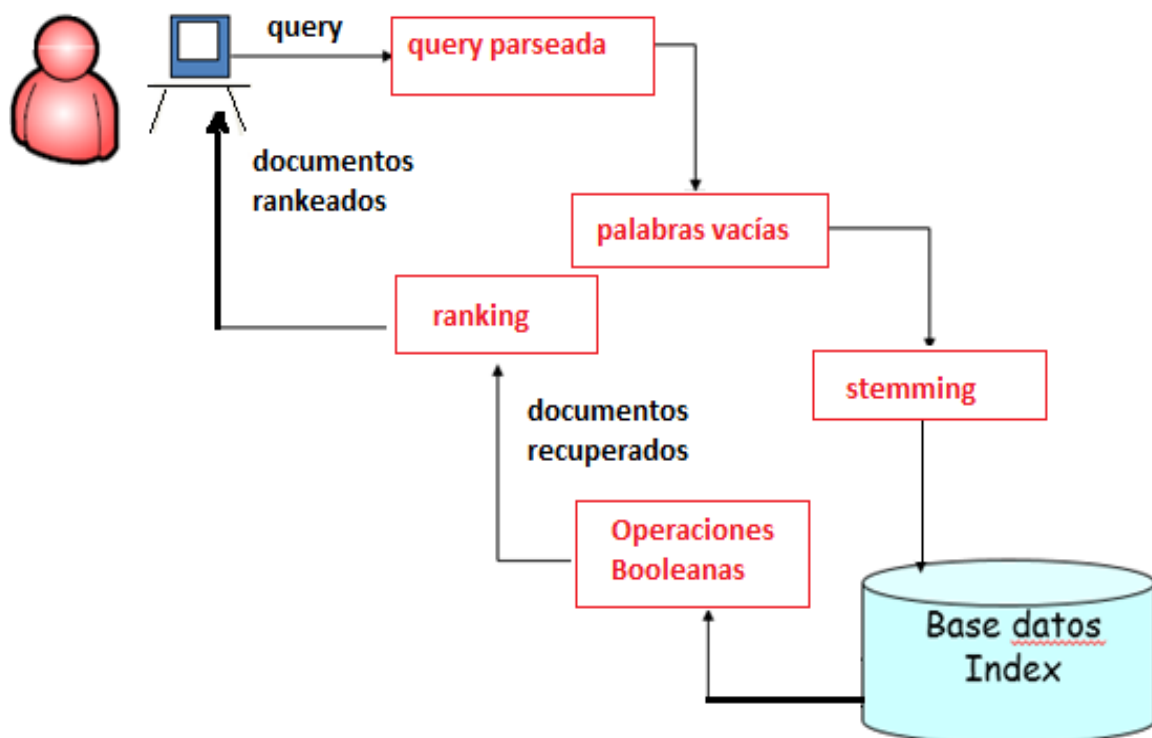 query
query parseada
documentos
rankeados
palabras vacías
ranking
stemming
documentos
recuperados
Operaciones
Booleanas
Base datos
Index